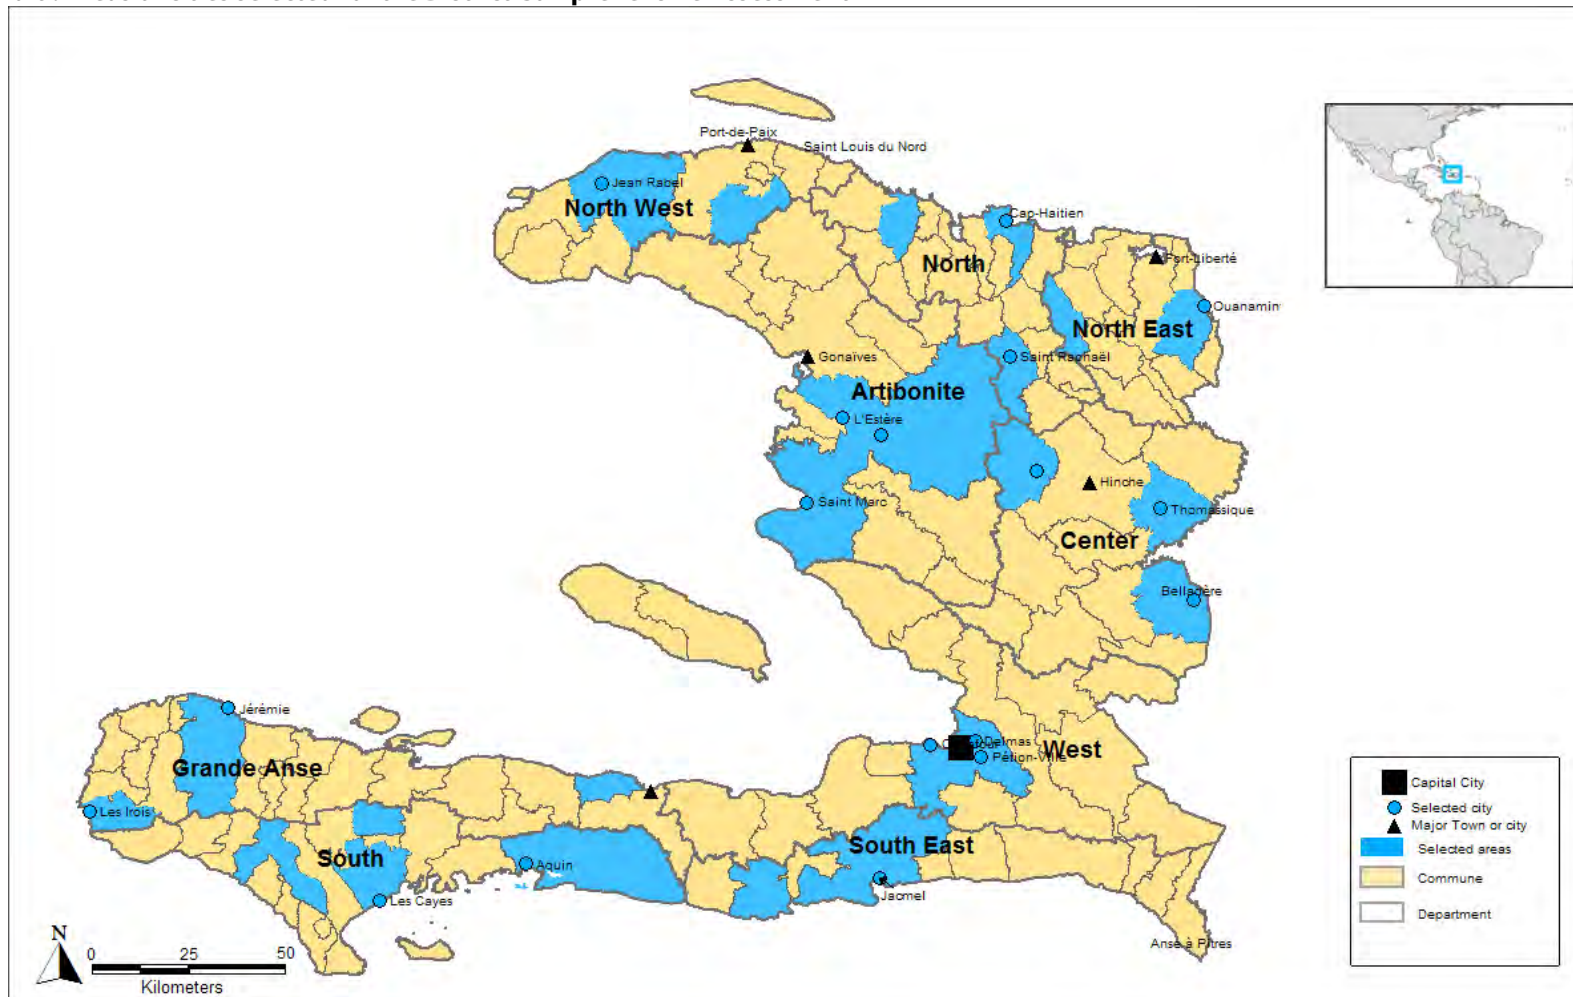 Port-de-Paix
Saint Louis du Nord
Jean Rabel
North West
Cap-Haitien
North
Fort-Liberté
Ouanamin
North East
Saint Raphaël
Gonaïves
Artibonite
L'Estère
Hinche
Saint Marc
Thomassique
Center
Belladère
Jérémie
Delmas
West
Pétion-Ville
Grande Anse
Les Irois
South
South East
Aquin
Les Cayes
Jacmel
Anse à Pitres
N
0 25 50
Kilometers
Capital City
Selected city
Major Town or city
Selected areas
Commune
Department